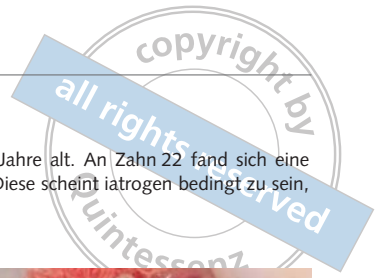 copyright by
all rights reserved
Jahre alt. An Zahn 22 fand sich eine
Diese scheint iatrogen bedingt zu sein,
Quintessenz